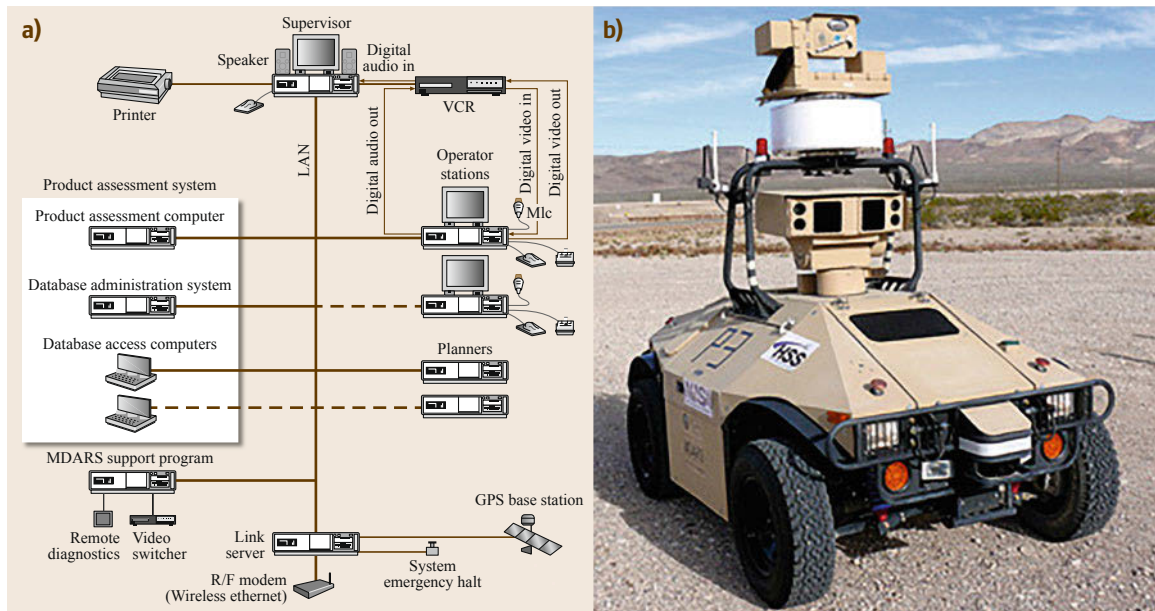 a)
Supervisor
Speaker
Digital
audio in
Printer
VCR
LAN
Digital audio out
Digital video in
Digital video out
Operator
stations
Mlc
Product assessment system
Product assessment computer
Database administration system
Database access computers
Planners
MDARS support program
Remote
diagnostics
Video
switcher
Link
server
GPS base station
System
emergency halt
R/F modem
(Wireless ethernet)
b)
HSS